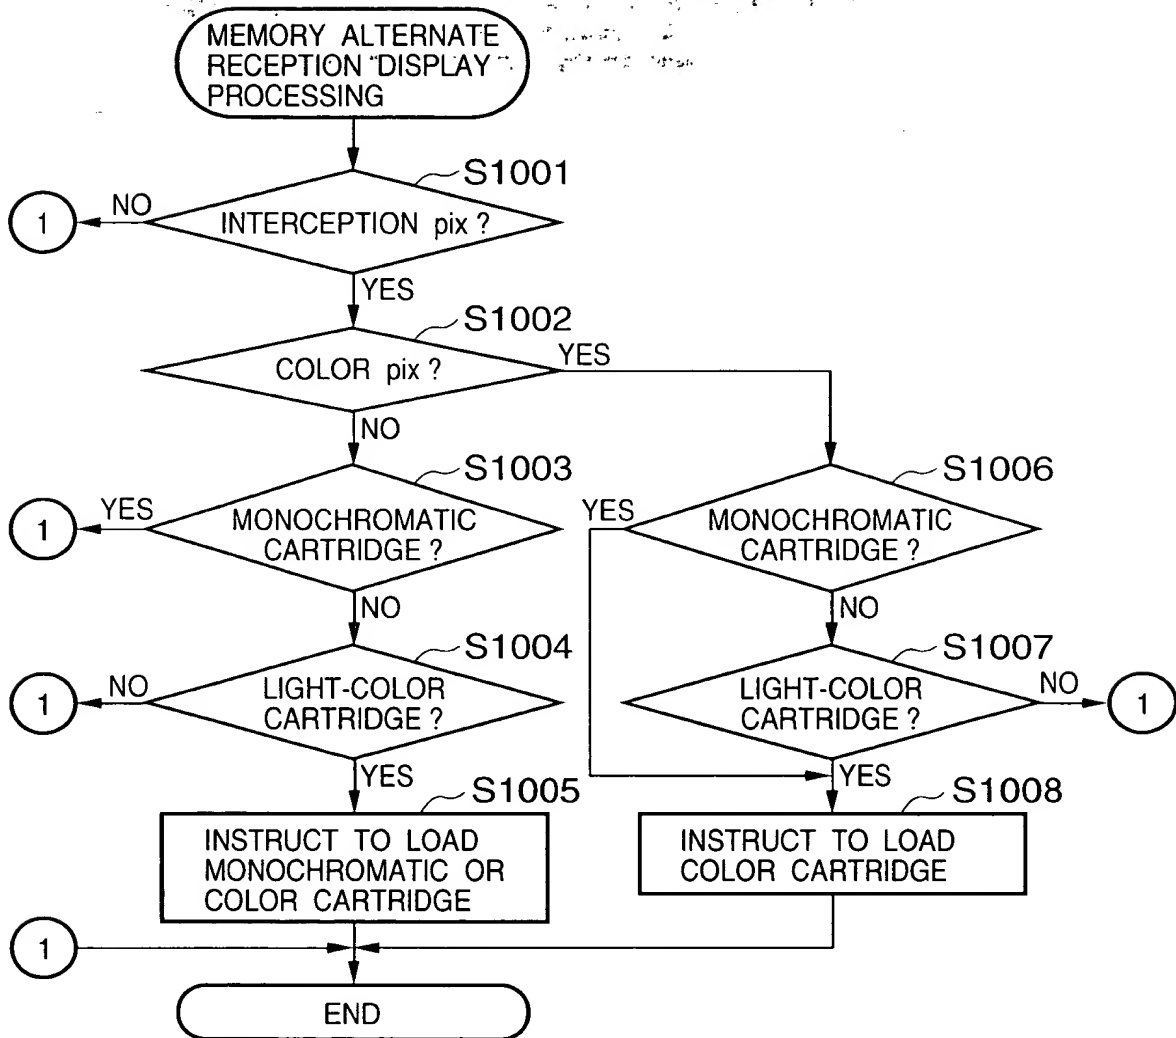 MEMORY ALTERNATE
RECEPTION DISPLAY
PROCESSING
S1001
1
NO
INTERCEPTION pix ?
YES
S1002
COLOR pix ?
YES
NO
S1003
1
YES
MONOCHROMATIC
CARTRIDGE ?
NO
S1006
YES
MONOCHROMATIC
CARTRIDGE ?
NO
S1004
1
NO
LIGHT-COLOR
CARTRIDGE ?
YES
S1007
LIGHT-COLOR
CARTRIDGE ?
NO
1
YES
S1005
INSTRUCT TO LOAD
MONOCHROMATIC OR
COLOR CARTRIDGE
S1008
INSTRUCT TO LOAD
COLOR CARTRIDGE
1
END